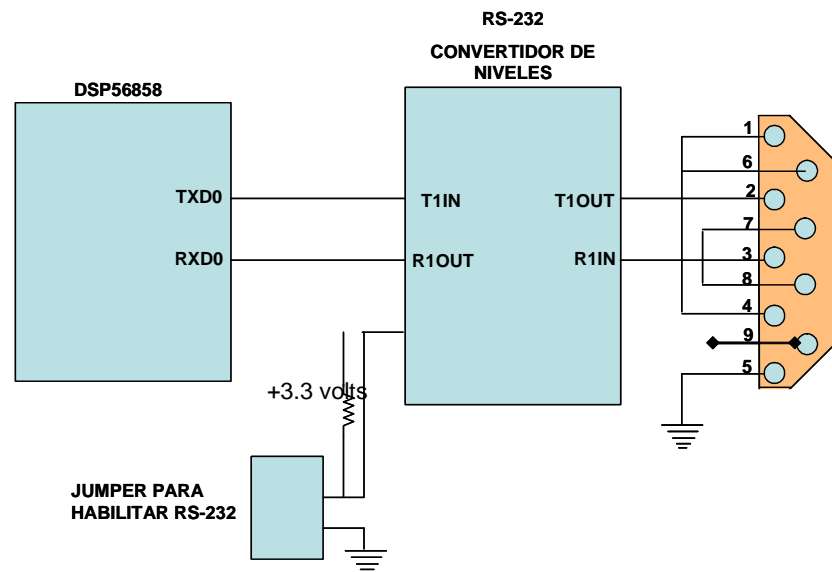 RS-232
CONVERTIDOR DE
NIVELES
DSP56858
TXD0
RXD0
T1IN
R1OUT
T1OUT
R1IN
1
6
2
7
3
8
4
9
5
+3.3 volts
JUMPER PARA
HABILITAR RS-232